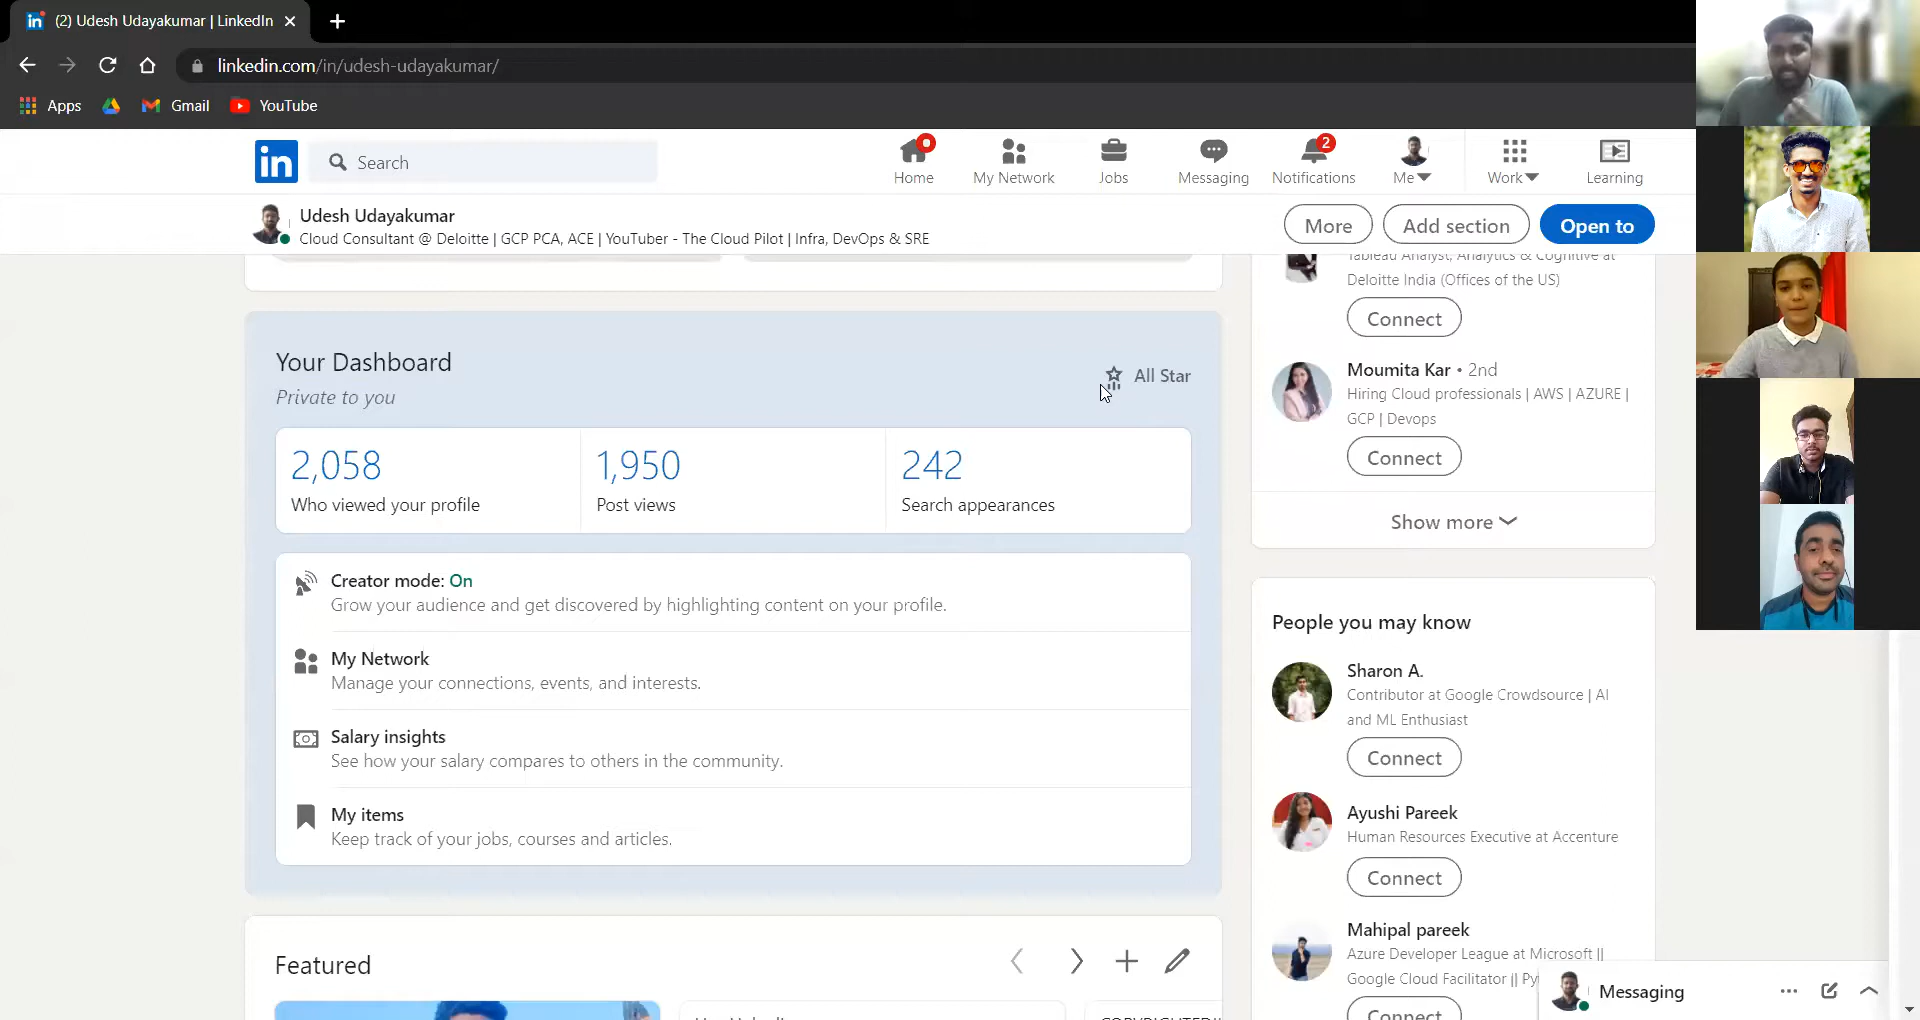 (2) Udesh Udayakumar | LinkedIn
linkedin.com/in/udesh-udayakumar/
Apps
Gmail
YouTube
in
Search
Home
My Network
Jobs
Messaging
2
Notifications
Me
Work
Learning
Udesh Udayakumar
Cloud Consultant @ Deloitte | GCP PCA, ACE | YouTuber - The Cloud Pilot | Infra, DevOps & SRE
More
Add section
Open to
Your Dashboard
Private to you
All Star
2,058
Who viewed your profile
1,950
Post views
242
Search appearances
Creator mode: On
Grow your audience and get discovered by highlighting content on your profile.
My Network
Manage your connections, events, and interests.
Salary insights
See how your salary compares to others in the community.
My items
Keep track of your jobs, courses and articles.
Featured
Tableau Analyst, Analytics & Cognitive at
Deloitte India (Offices of the US)
Connect
Moumita Kar • 2nd
Hiring Cloud professionals | AWS | AZURE |
GCP | Devops
Connect
Show more
People you may know
Sharon A.
Contributor at Google Crowdsource | AI
and ML Enthusiast
Connect
Ayushi Pareek
Human Resources Executive at Accenture
Connect
Mahipal pareek
Azure Developer League at Microsoft ||
Google Cloud Facilitator ||
Connect
Messaging